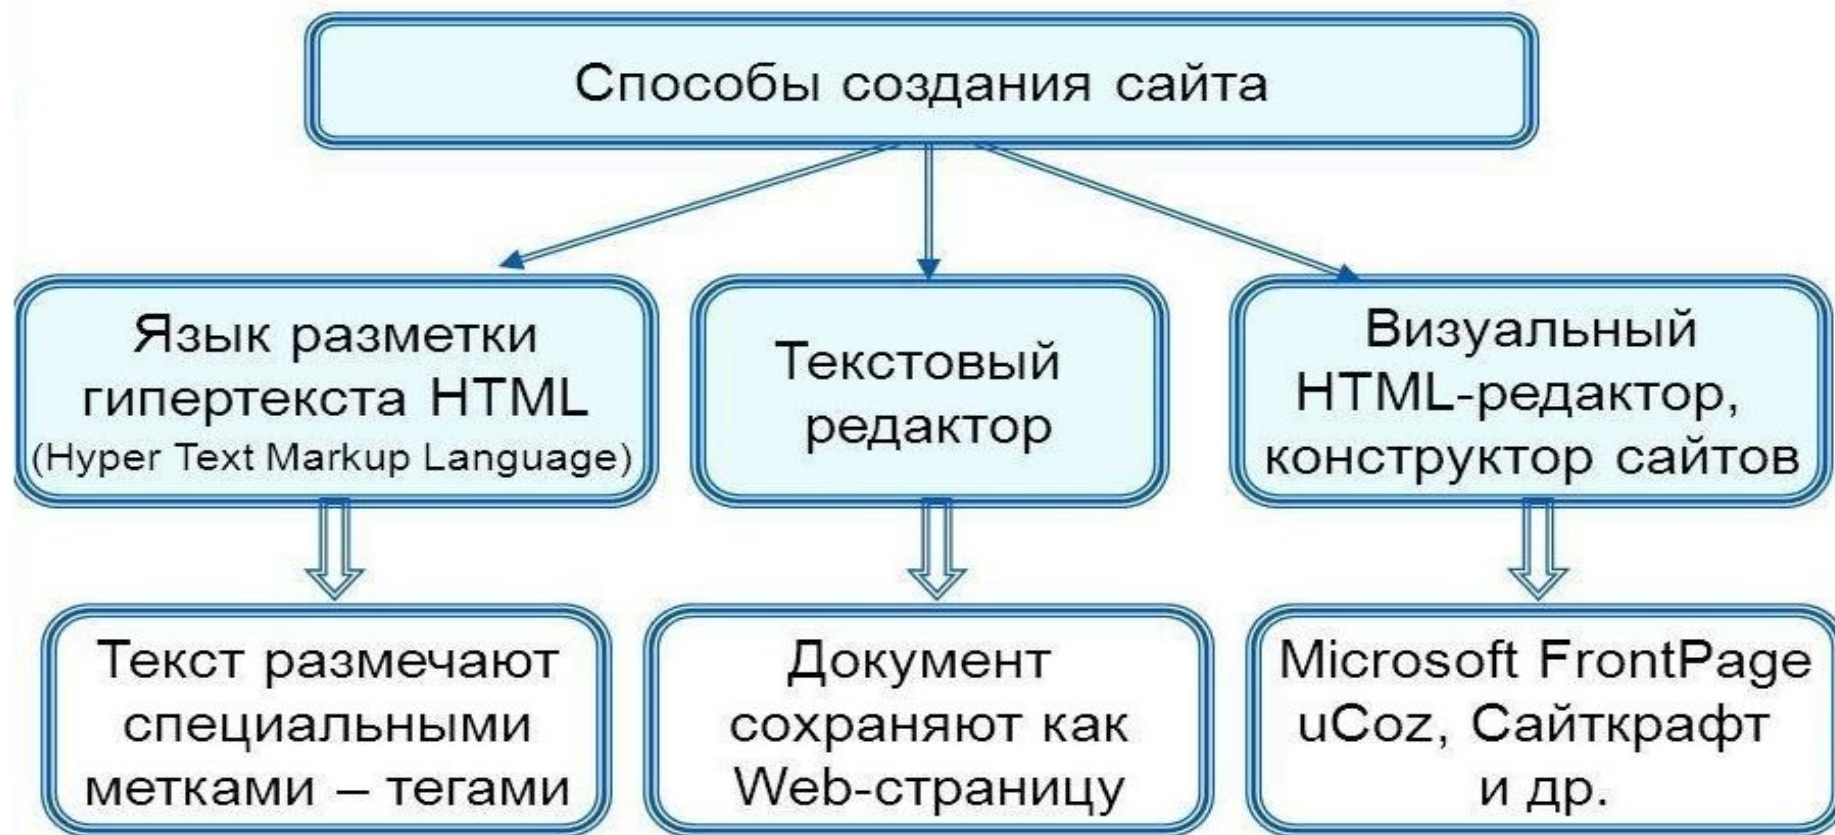 Способы создания сайта
Язык разметки
гипертекста HTML
(Hyper Text Markup Language)
Текстовый
редактор
Визуальный
HTML-редактор,
конструктор сайтов
Текст размечают
специальными
метками – тегами
Документ
сохраняют как
Web-страницу
Microsoft FrontPage
uCoz, Сайткрафт
и др.